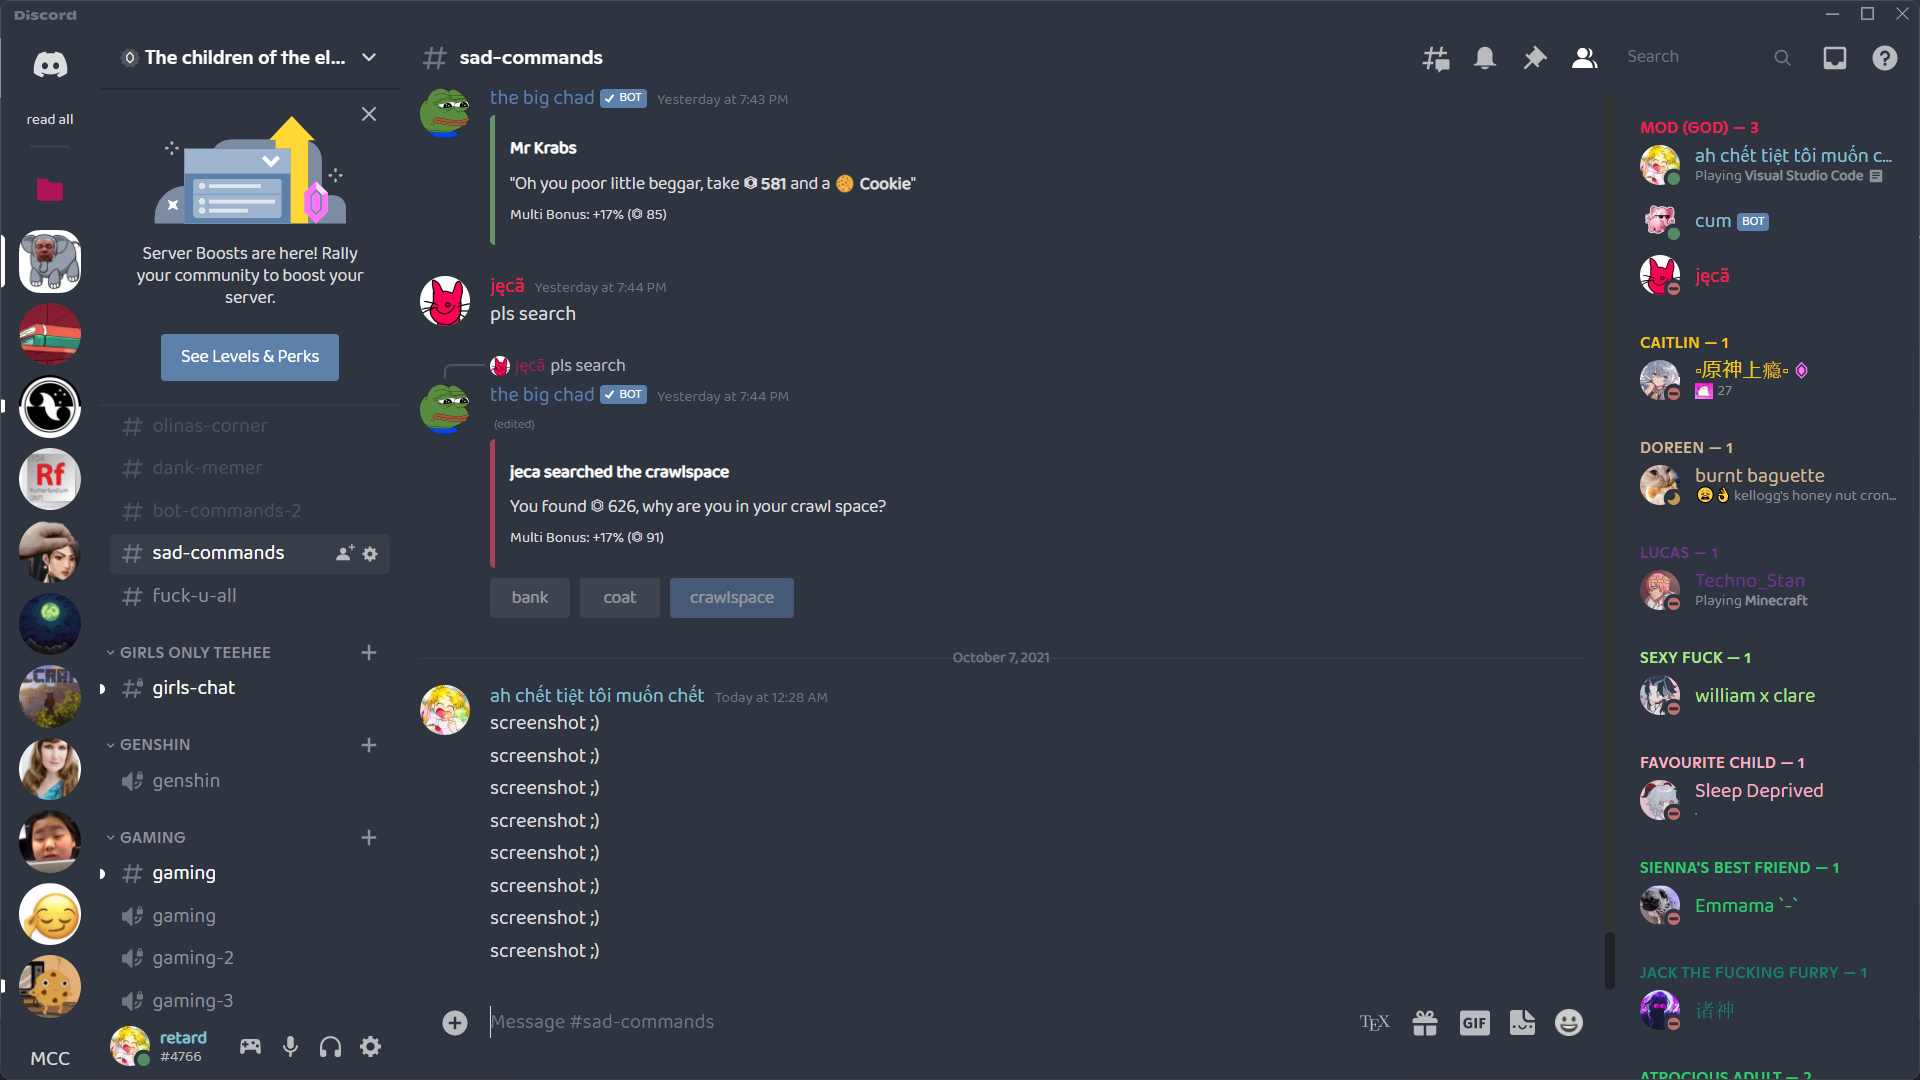 Discord
read all
MCC
The children of the el...
Server Boosts are here! Rally
your community to boost your
server.
See Levels & Perks
olinas-corner
dank-memer
bot-commands-2
sad-commands
fuck-u-all
GIRLS ONLY TEEHEE
girls-chat
GENSHIN
genshin
GAMING
gaming
gaming
gaming-2
gaming-3
retard
#4766
sad-commands
Search
the big chad BOT Yesterday at 7:43 PM
Mr Krabs
"Oh you poor little beggar, take 581 and a Cookie"
Multi Bonus: +17% (85)
jęcã Yesterday at 7:44 PM
pls search
jęcã pls search
the big chad BOT Yesterday at 7:44 PM
(edited)
jeca searched the crawlspace
You found 626, why are you in your crawl space?
Multi Bonus: +17% (91)
bank
coat
crawlspace
October 7, 2021
ah chết tiệt tôi muốn chết Today at 12:28 AM
screenshot ;)
screenshot ;)
screenshot ;)
screenshot ;)
screenshot ;)
screenshot ;)
screenshot ;)
screenshot ;)
Message #sad-commands
TEX
GIF
MOD (GOD) — 3
ah chết tiệt tôi muốn c...
Playing Visual Studio Code
cum BOT
jęcã
CAITLIN — 1
▫原神上瘾▫
27
DOREEN — 1
burnt baguette
kellogg's honey nut cron...
LUCAS — 1
Techno_Stan
Playing Minecraft
SEXY FUCK — 1
william x clare
FAVOURITE CHILD — 1
Sleep Deprived
.
SIENNA'S BEST FRIEND — 1
Emmama `-`
JACK THE FUCKING FURRY — 1
诸神
ATROCIOUS ADULT — 2
Rf